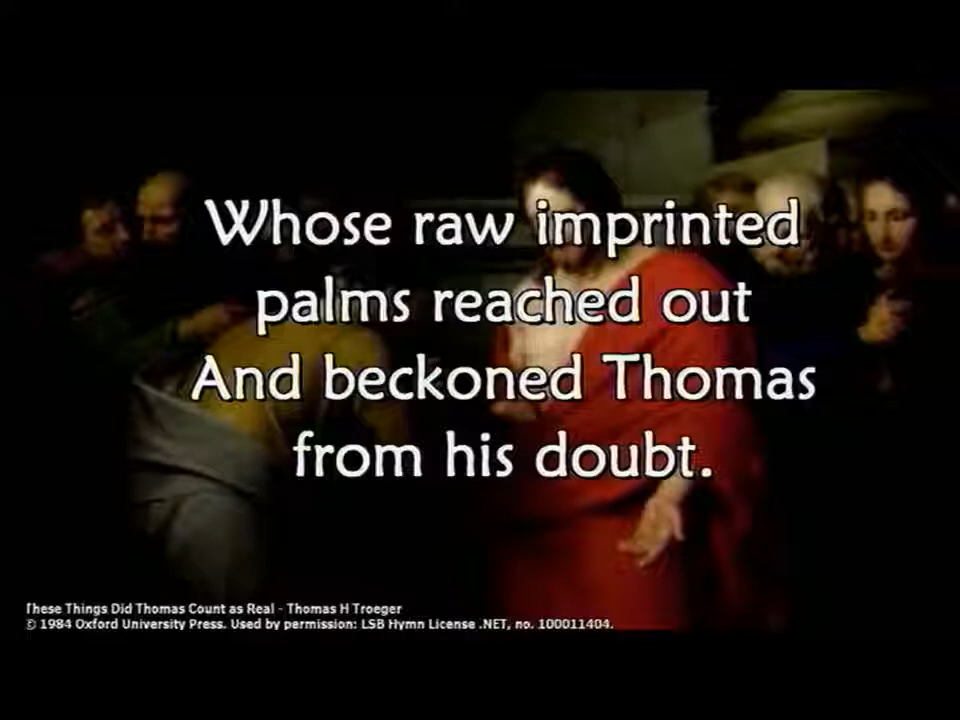 Whose raw imprinted
palms reached out
And beckoned Thomas
from his doubt.
These Things Did Thomas Count as Real - Thomas H Troeger
© 1984 Oxford University Press. Used by permission: LSB Hymn License .NET, no. 100011404.